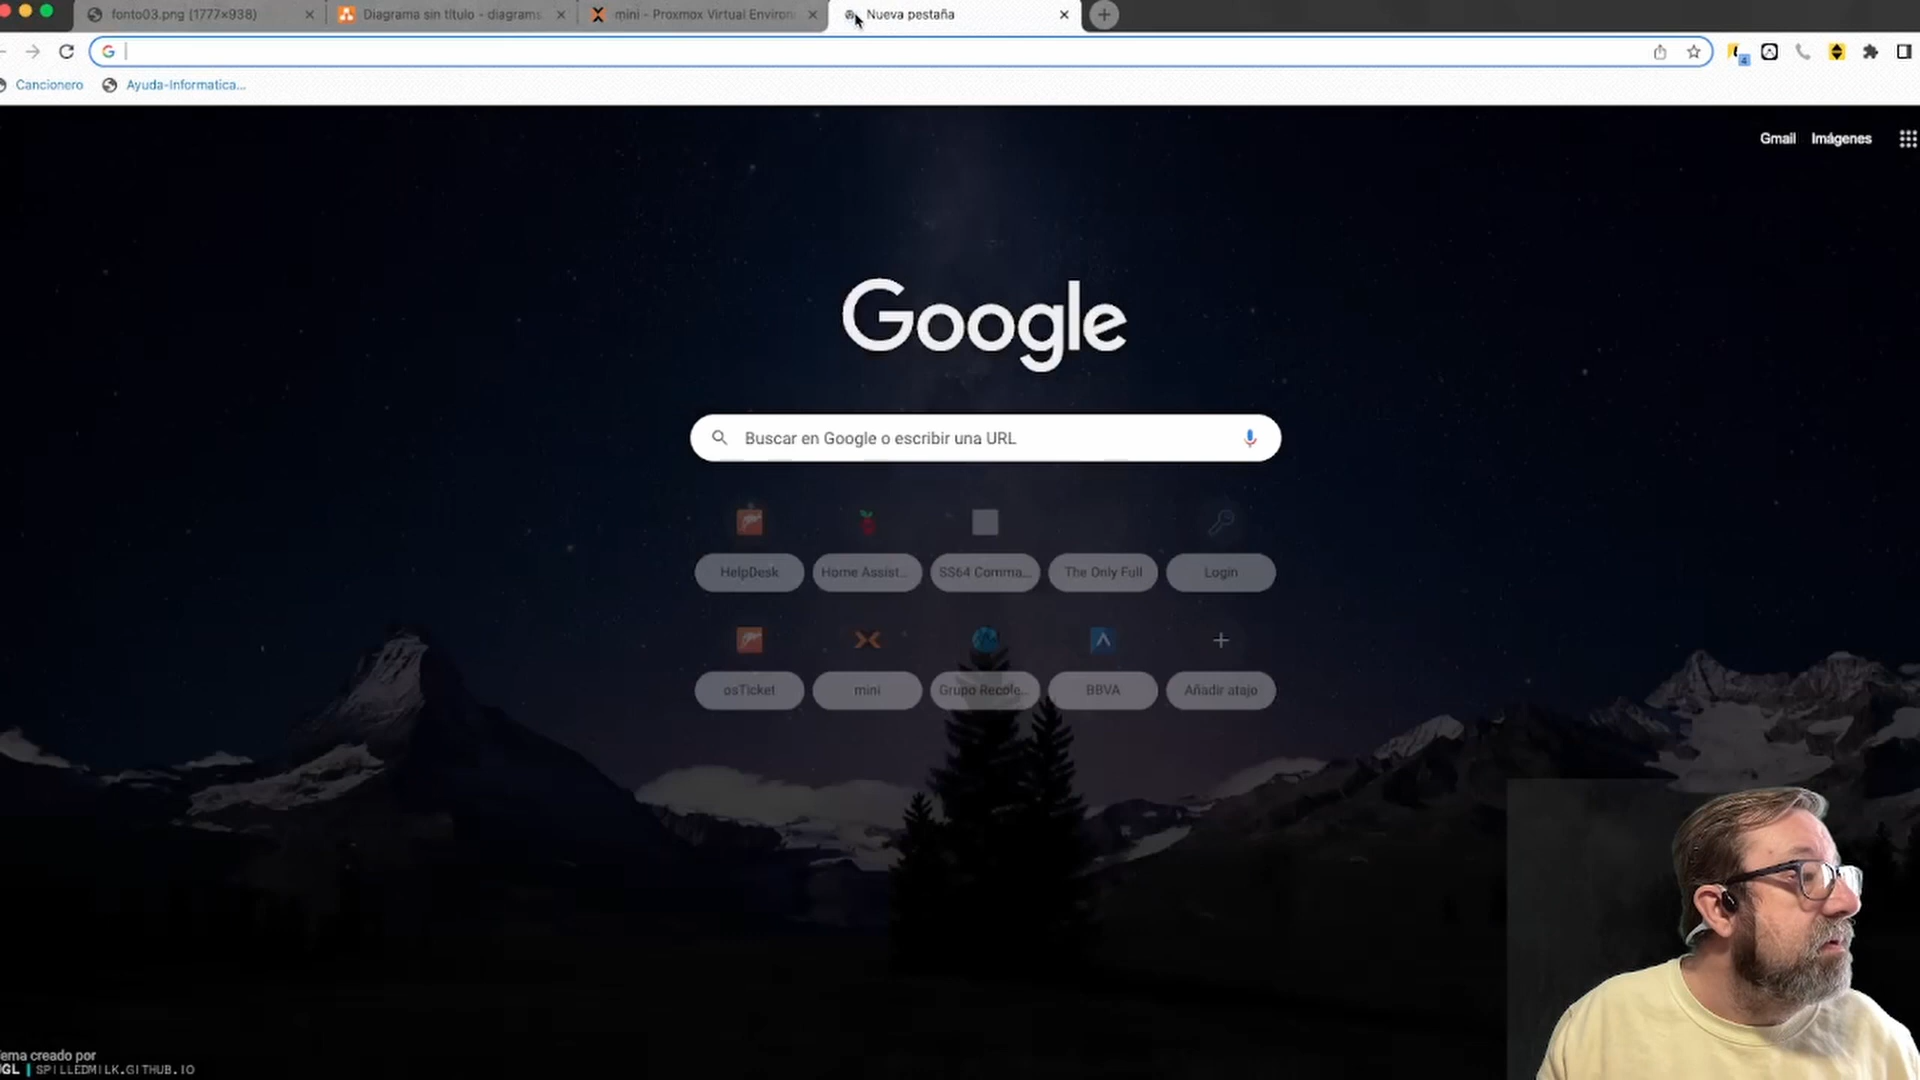 fonto03.png (1777×938)
Diagrama sin título - diagrams.
mini - Proxmox Virtual Environ
Nueva pestaña
Cancionero
Ayuda-Informatica...
Gmail
Imágenes
Google
Buscar en Google o escribir una URL
HelpDesk
Home Assist...
SS64 Comma...
The Only Full
Login
osTicket
mini
Grupo Recole...
BBVA
Añadir atajo
ema creado por
GL | SPILLEDMILK.GITHUB.IO